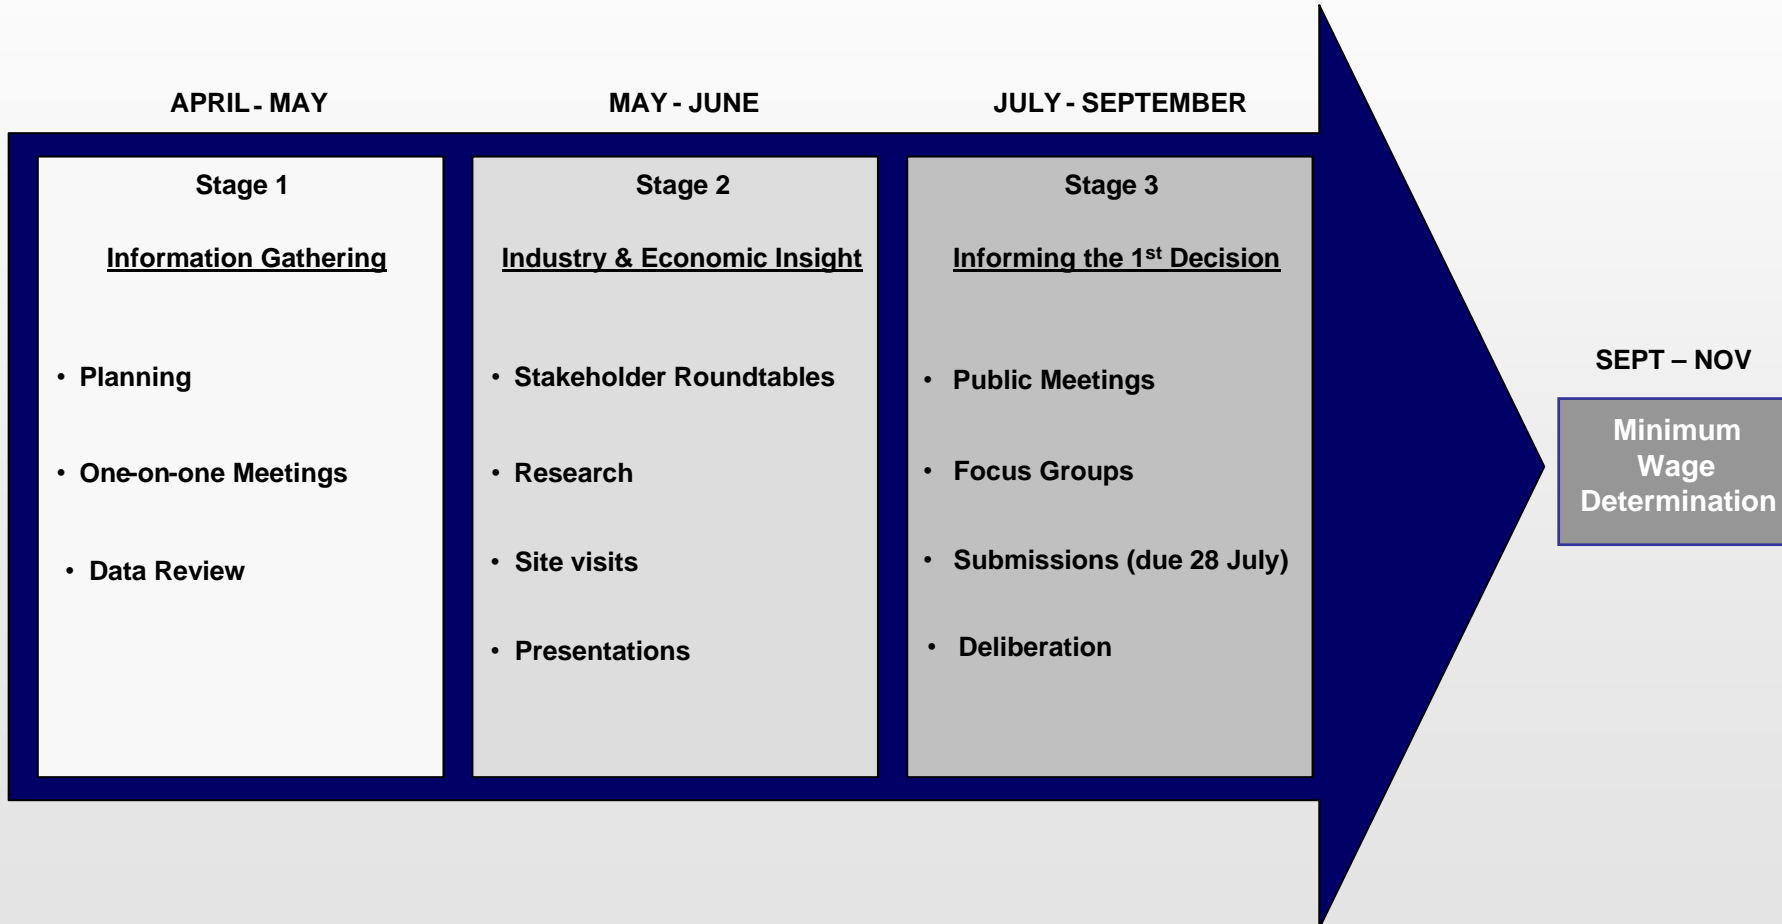 APRIL - MAY
MAY - JUNE
JULY - SEPTEMBER
Stage 1
Information Gathering
• Planning
• One-on-one Meetings
• Data Review
Stage 2
Industry & Economic Insight
• Stakeholder Roundtables
• Research
• Site visits
• Presentations
Stage 3
Informing the 1st Decision
• Public Meetings
• Focus Groups
• Submissions (due 28 July)
• Deliberation
SEPT – NOV
Minimum
Wage
Determination